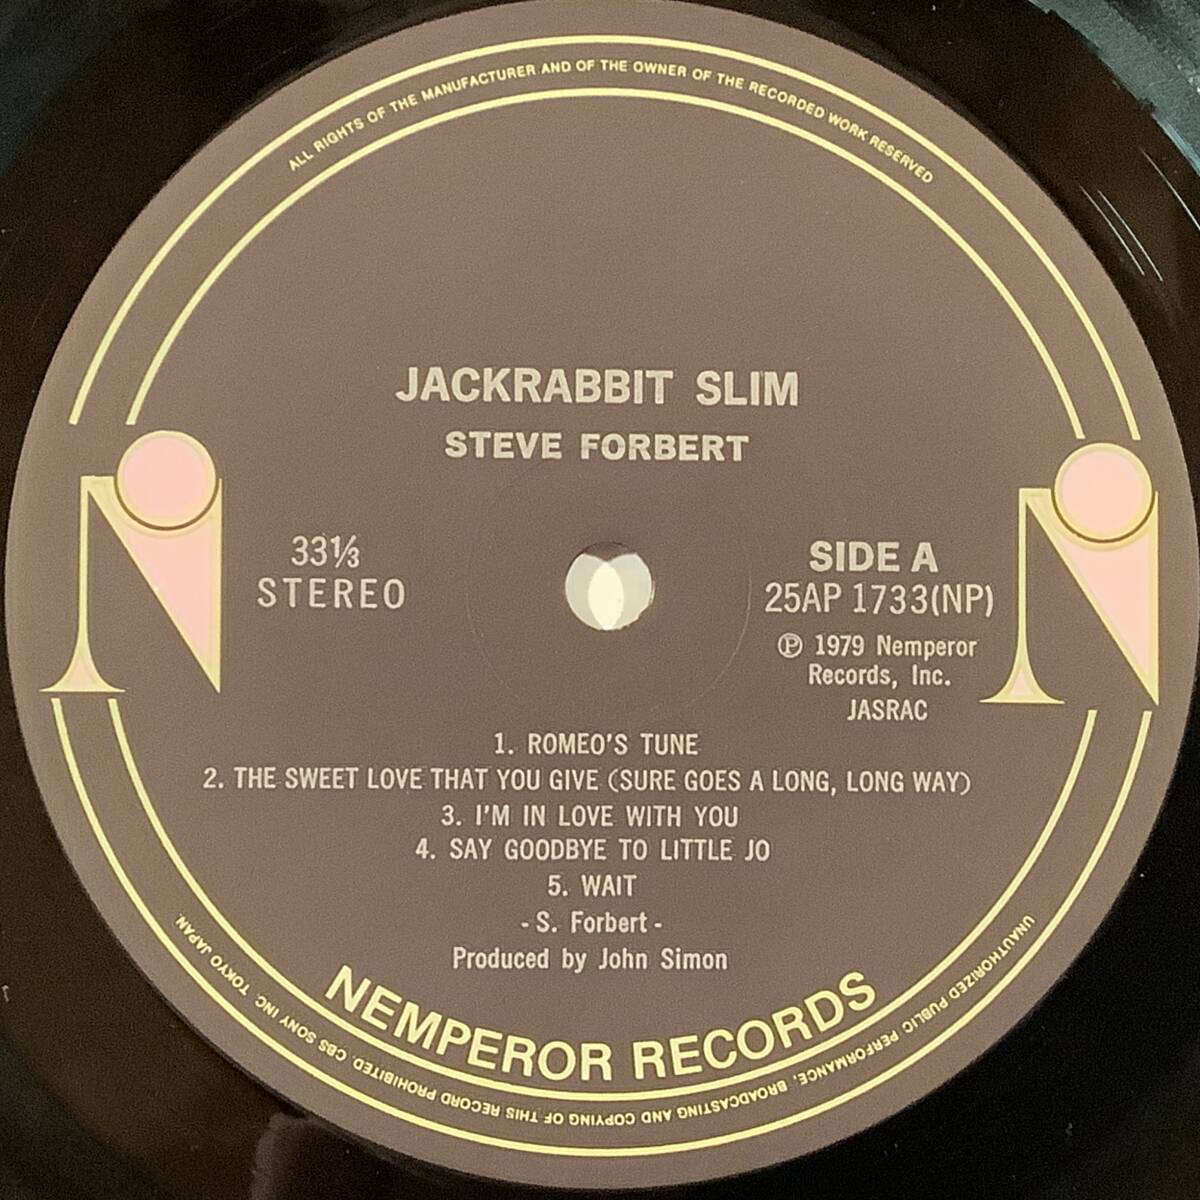 ALL RIGHTS OF THE MANUFACTURER AND OF THE OWNER OF THE RECORDED WORK RESERVED
JACKRABBIT SLIM
STEVE FORBERT
33⅓
STEREO
SIDE A
25AP 1733(NP)
℗ 1979 Nemperor
Records, Inc.
JASRAC
1. ROMEO'S TUNE
2. THE SWEET LOVE THAT YOU GIVE (SURE GOES A LONG, LONG WAY)
3. I'M IN LOVE WITH YOU
4. SAY GOODBYE TO LITTLE JO
5. WAIT
- S. Forbert -
Produced by John Simon
NEMPEROR RECORDS
UNAUTHORIZED PUBLIC PERFORMANCE, BROADCASTING AND COPYING OF THIS RECORD PROHIBITED. CBS SONY INC. TOKYO JAPAN